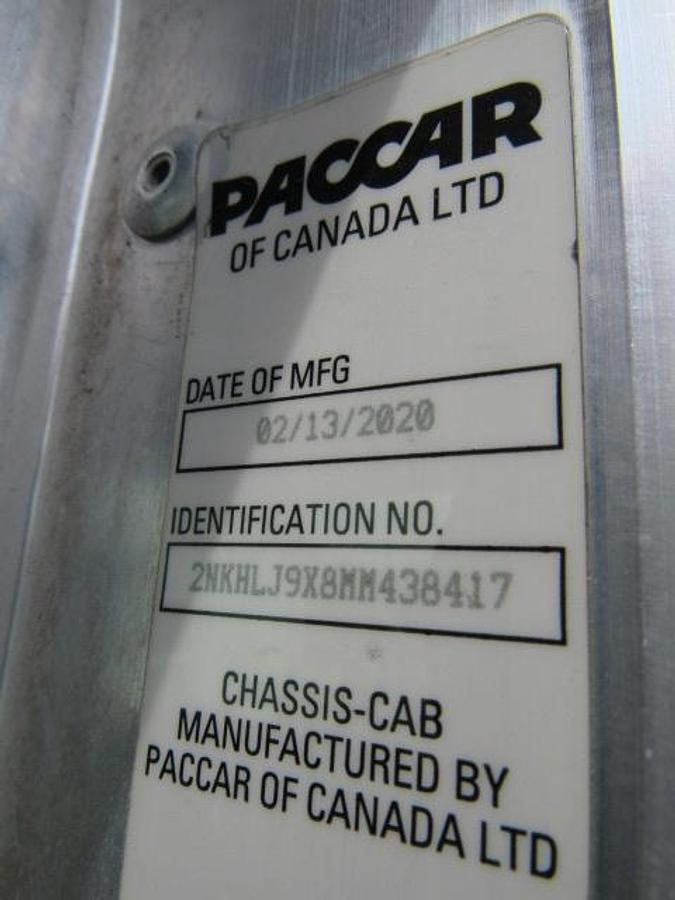 PACCAR
OF CANADA LTD
DATE OF MFG
02/13/2020
IDENTIFICATION NO.
2NKHLJ9X8MM438417
CHASSIS-CAB
MANUFACTURED BY
PACCAR OF CANADA LTD